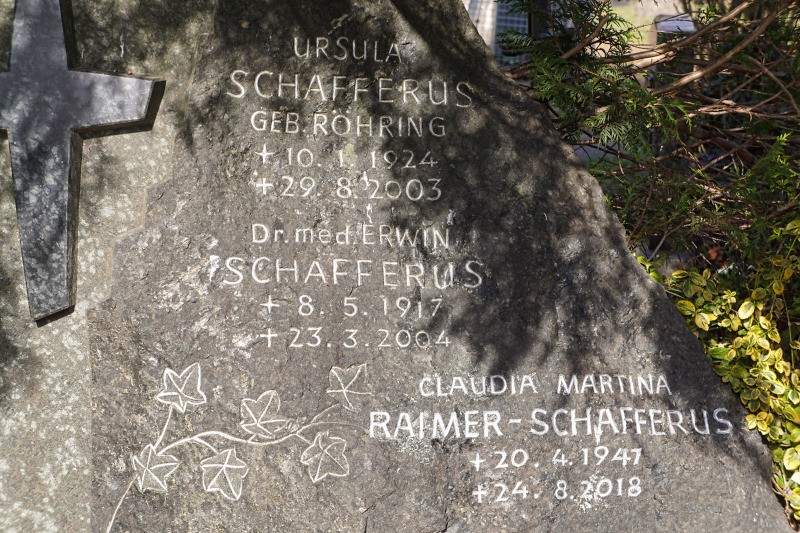 URSULA
SCHAFFERUS
GEB. RÖHRING
+ 10. 1. 1924
+ 29. 8. 2003
Dr. med. ERWIN
SCHAFFERUS
+ 8. 5. 1917
+ 23. 3. 2004
CLAUDIA MARTINA
RAIMER-SCHAFFERUS
+ 20. 4. 1941
+ 24. 8. 2018